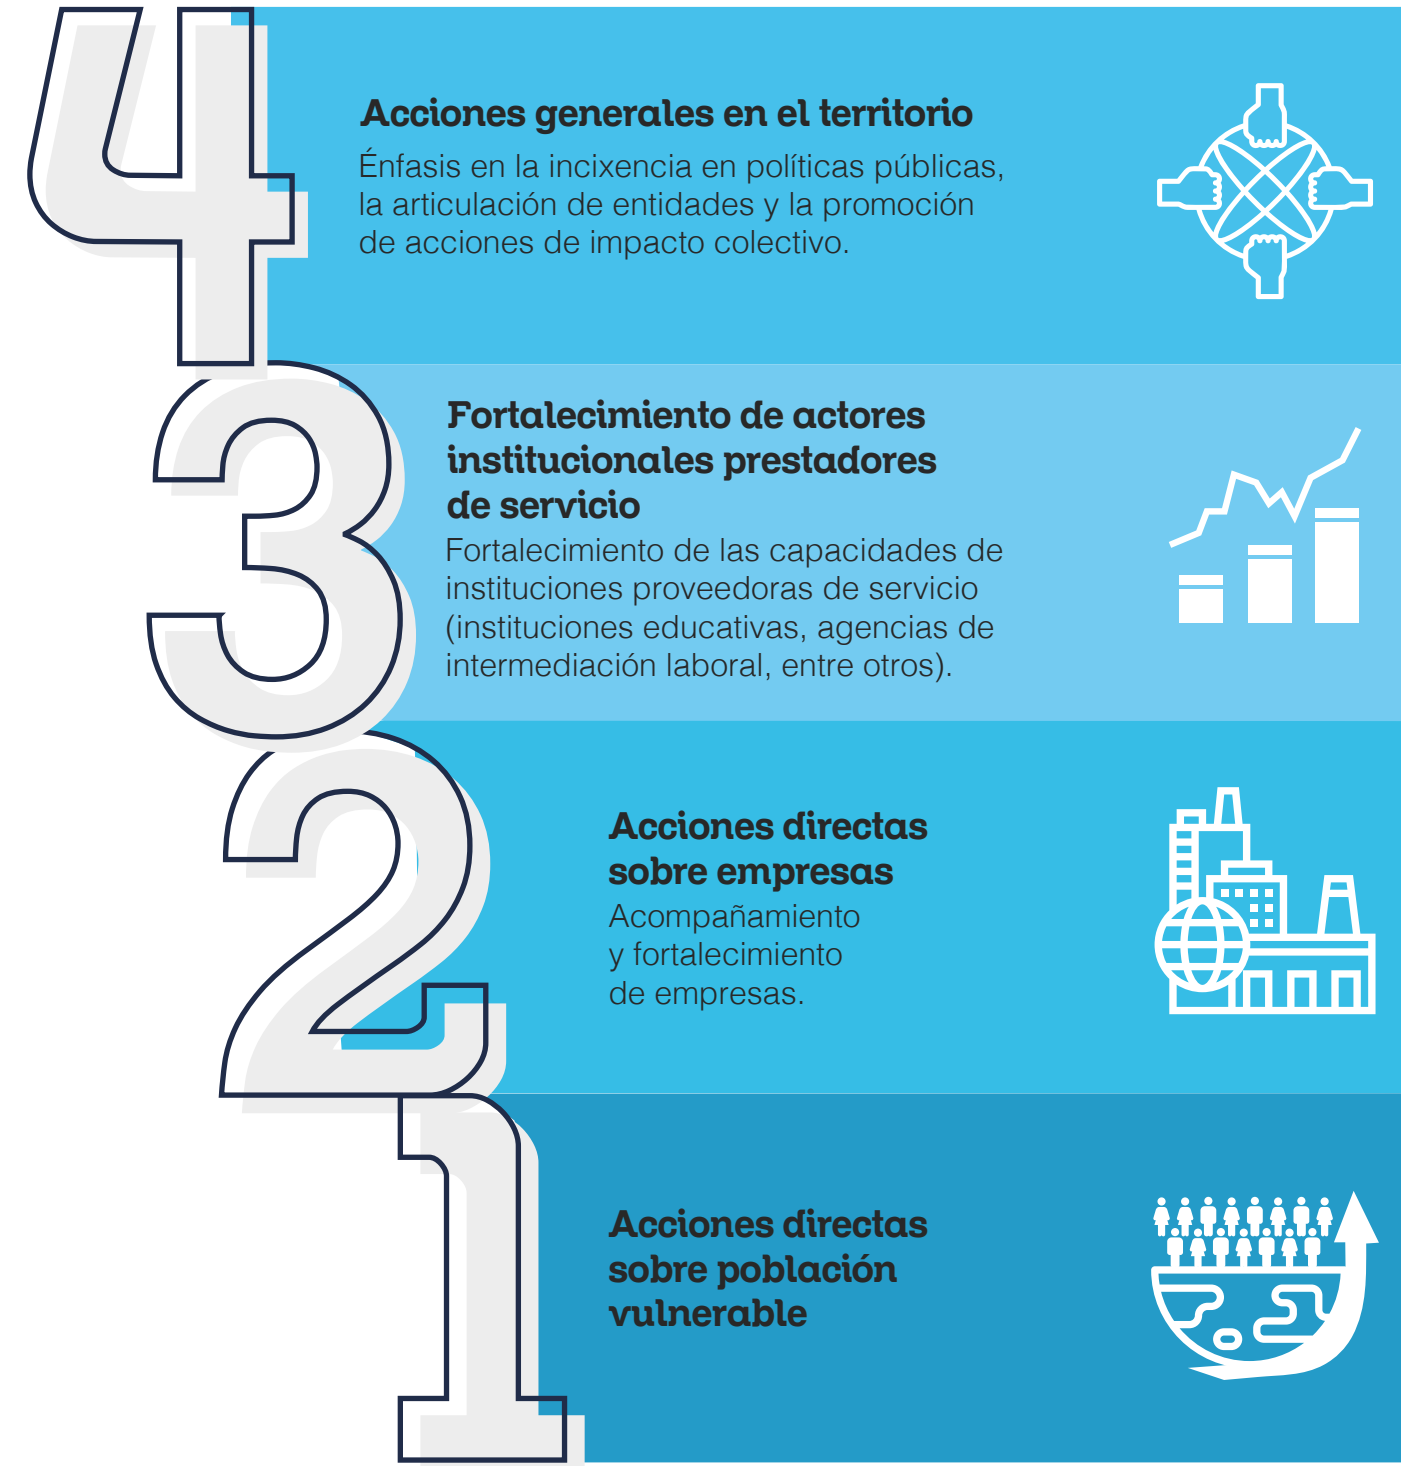 4
Acciones generales en el territorio
Énfasis en la incixencia en políticas públicas,
la articulación de entidades y la promoción
de acciones de impacto colectivo.
3
Fortalecimiento de actores
institucionales prestadores
de servicio
Fortalecimiento de las capacidades de
instituciones proveedoras de servicio
(instituciones educativas, agencias de
intermediación laboral, entre otros).
2
Acciones directas
sobre empresas
Acompañamiento
y fortalecimiento
de empresas.
1
Acciones directas
sobre población
vulnerable